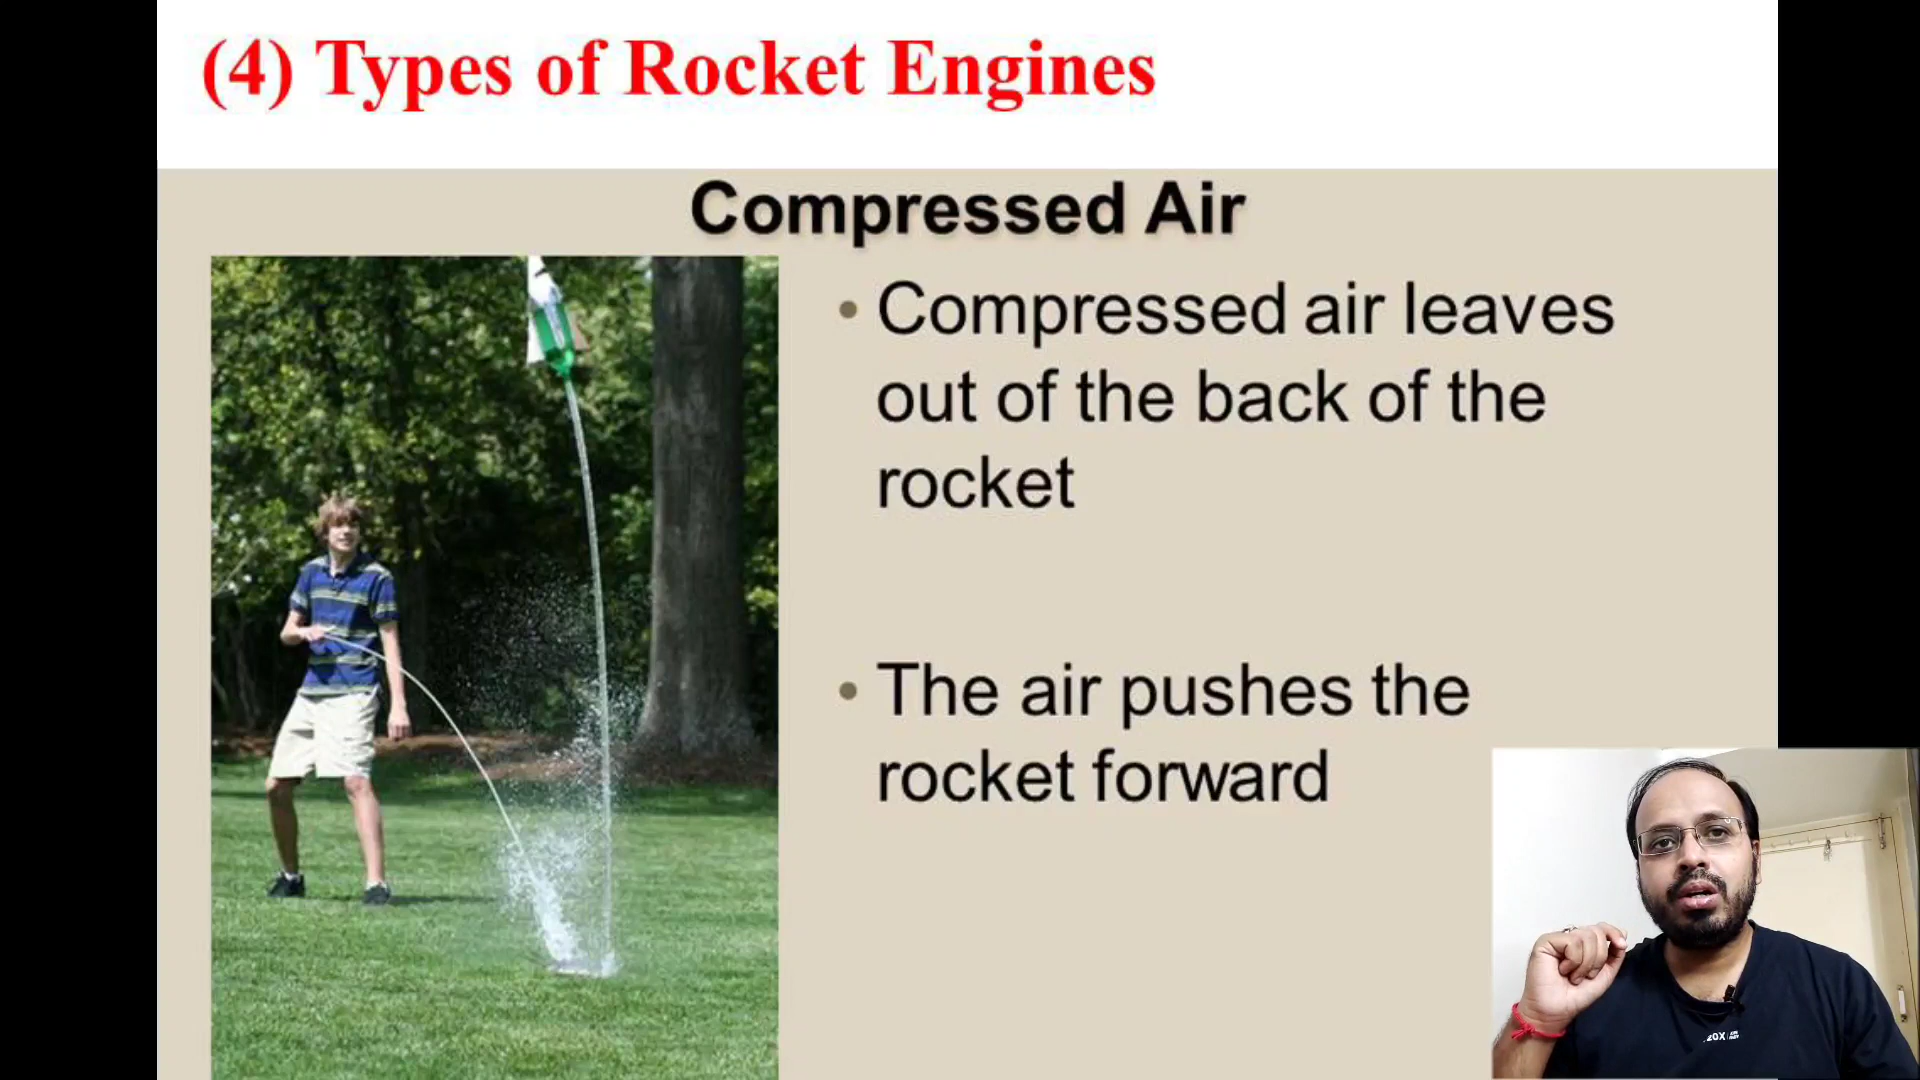 (4) Types of Rocket Engines
Compressed Air
• Compressed air leaves
out of the back of the
rocket
• The air pushes the
rocket forward